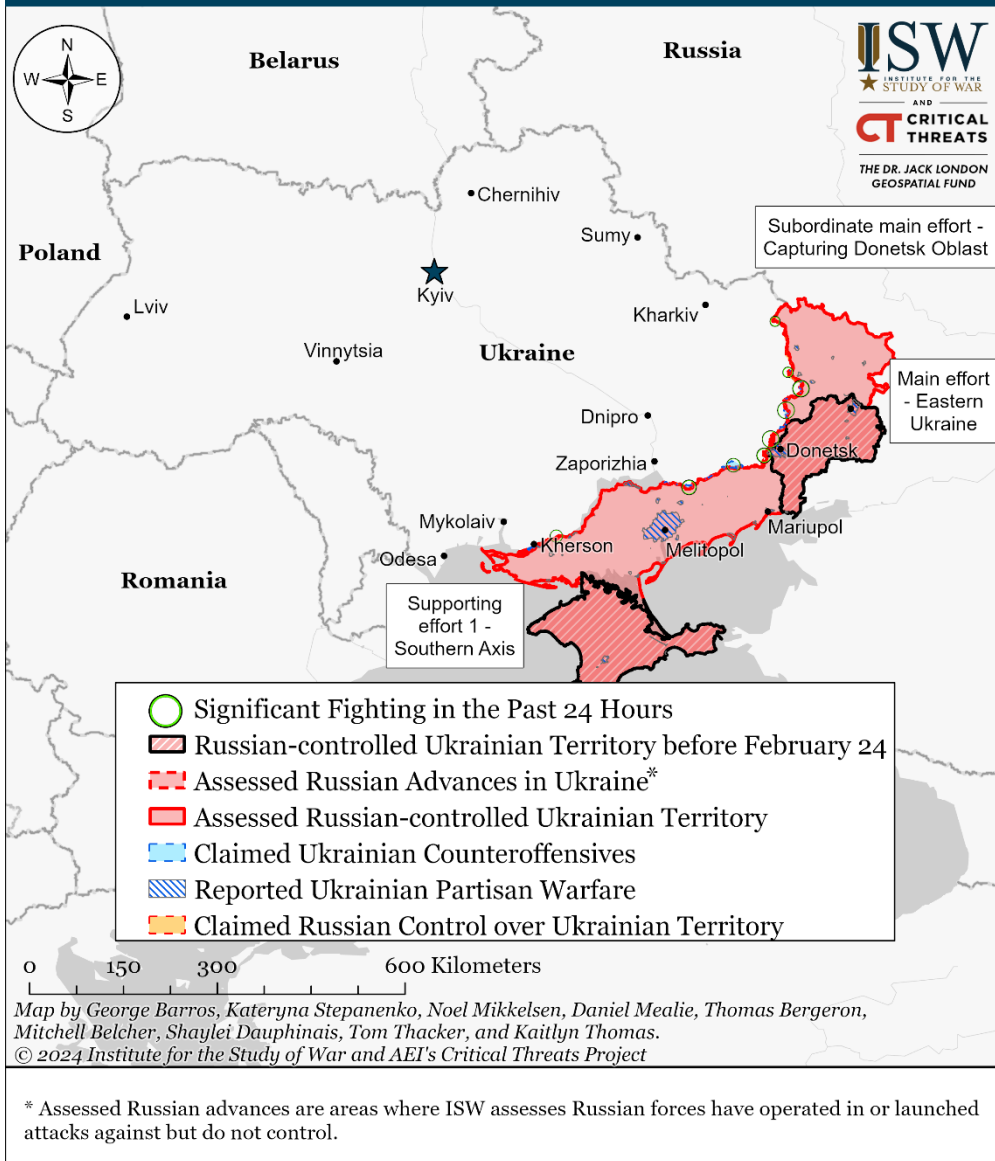 N
W
E
S
Belarus
Russia
ISW
INSTITUTE FOR THE
STUDY OF WAR
AND
CT CRITICAL
THREATS
THE DR. JACK LONDON
GEOSPATIAL FUND
Chernihiv
Subordinate main effort -
Capturing Donetsk Oblast
Sumy
Poland
Kyiv
Lviv
Kharkiv
Vinnytsia
Ukraine
Main effort
- Eastern
Ukraine
Dnipro
Donetsk
Zaporizhia
Mariupol
Mykolaiv
Kherson
Melitopol
Odesa
Romania
Supporting
effort 1 -
Southern Axis
Significant Fighting in the Past 24 Hours
Russian-controlled Ukrainian Territory before February 24
Assessed Russian Advances in Ukraine*
Assessed Russian-controlled Ukrainian Territory
Claimed Ukrainian Counteroffensives
Reported Ukrainian Partisan Warfare
Claimed Russian Control over Ukrainian Territory
0 150 300 600 Kilometers
Map by George Barros, Kateryna Stepanenko, Noel Mikkelsen, Daniel Mealie, Thomas Bergeron,
Mitchell Belcher, Shaylei Dauphinais, Tom Thacker, and Kaitlyn Thomas.
© 2024 Institute for the Study of War and AEI's Critical Threats Project
* Assessed Russian advances are areas where ISW assesses Russian forces have operated in or launched
attacks against but do not control.